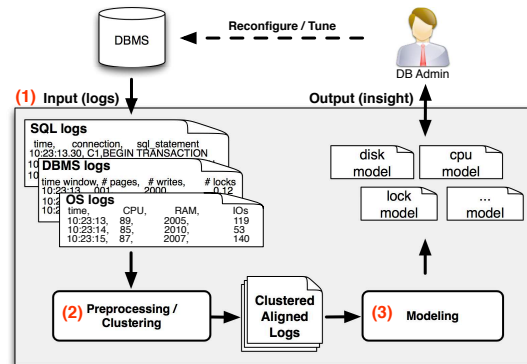 Reconfigure / Tune
DBMS
DB Admin
(1) Input (logs)
Output (insight)
SQL logs
time, connection, sql_statement
10:23:13.30, C1,BEGIN TRANSACTION
DBMS logs
time window, # pages, # writes, # locks
10:23:13 001 2000 0.12
OS logs
time, CPU, RAM, IOs
10:23:13, 89, 2005, 119
10:23:14, 85, 2010, 53
10:23:15, 87, 2007, 140
disk model
cpu model
lock model
... model
(2) Preprocessing /
Clustering
Clustered
Aligned
Logs
(3) Modeling